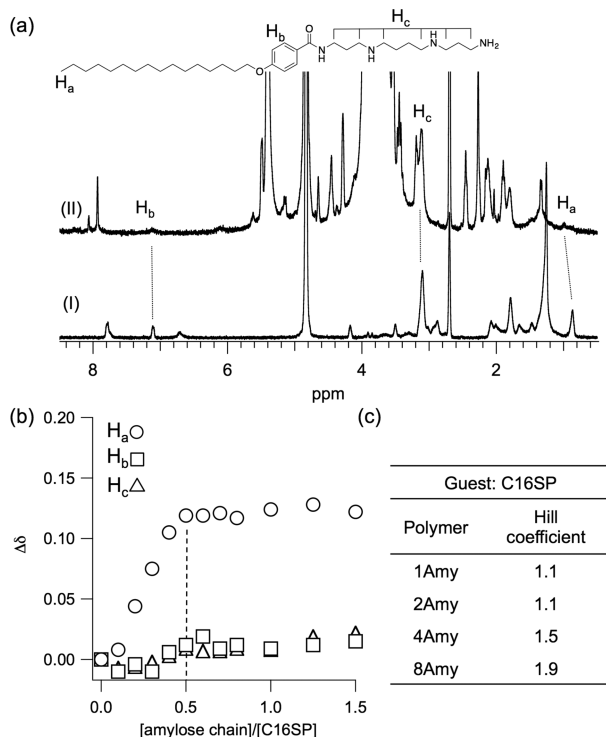 (a)
Hc
Hb
O
N
H
H
N
N
H
NH2
O
Ha
Hc
(II)
Hb
Ha
(I)
8
6
4
2
ppm
(b)
0.20
0.15
0.10
0.05
0.00
Δδ
Ha
Hb
Hc
0.0
0.5
1.0
1.5
[amylose chain]/[C16SP]
(c)
Guest: C16SP
Polymer Hill coefficient
1Amy 1.1
2Amy 1.1
4Amy 1.5
8Amy 1.9